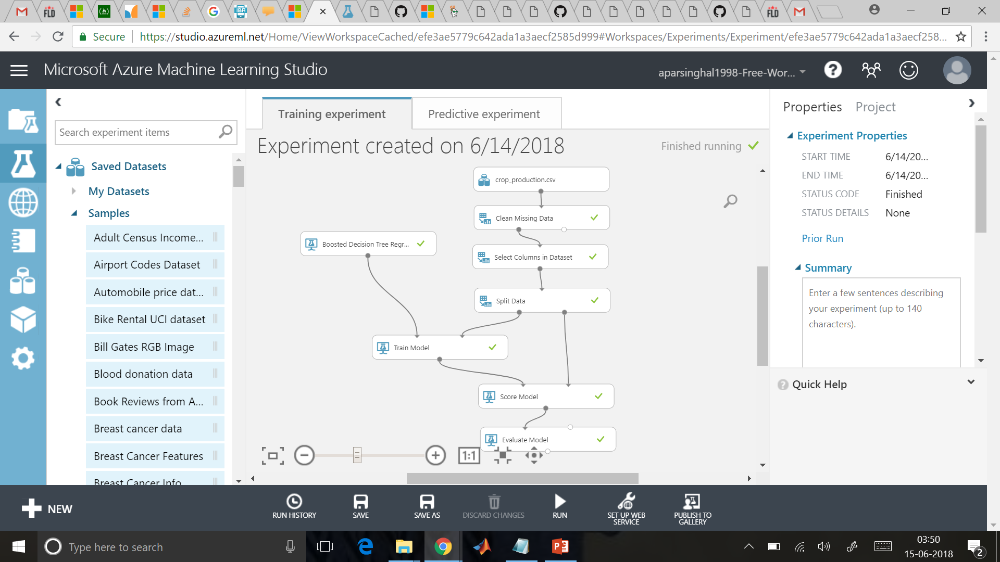 Secure
https://studio.azureml.net/Home/ViewWorkspaceCached/efe3ae5779c642ada1a3aecf2585d999#Workspaces/Experiments/Experiment/efe3ae5779c642ada1a3aecf258...
Microsoft Azure Machine Learning Studio
aparsinghal1998-Free-Wor...
Search experiment items
Saved Datasets
My Datasets
Samples
Adult Census Income...
Airport Codes Dataset
Automobile price dat...
Bike Rental UCI dataset
Bill Gates RGB Image
Blood donation data
Book Reviews from A...
Breast cancer data
Breast Cancer Features
Breast Cancer Info
Training experiment
Predictive experiment
Experiment created on 6/14/2018
Finished running
crop_production.csv
Clean Missing Data
Boosted Decision Tree Regr...
Select Columns in Dataset
Split Data
Train Model
Score Model
Evaluate Model
1:1
Properties
Project
Experiment Properties
START TIME 6/14/20...
END TIME 6/14/20...
STATUS CODE Finished
STATUS DETAILS None
Prior Run
Summary
Enter a few sentences describing
your experiment (up to 140
characters).
Quick Help
NEW
RUN HISTORY
SAVE
SAVE AS
DISCARD CHANGES
RUN
SET UP WEB
SERVICE
PUBLISH TO
GALLERY
Type here to search
03:50
15-06-2018
2